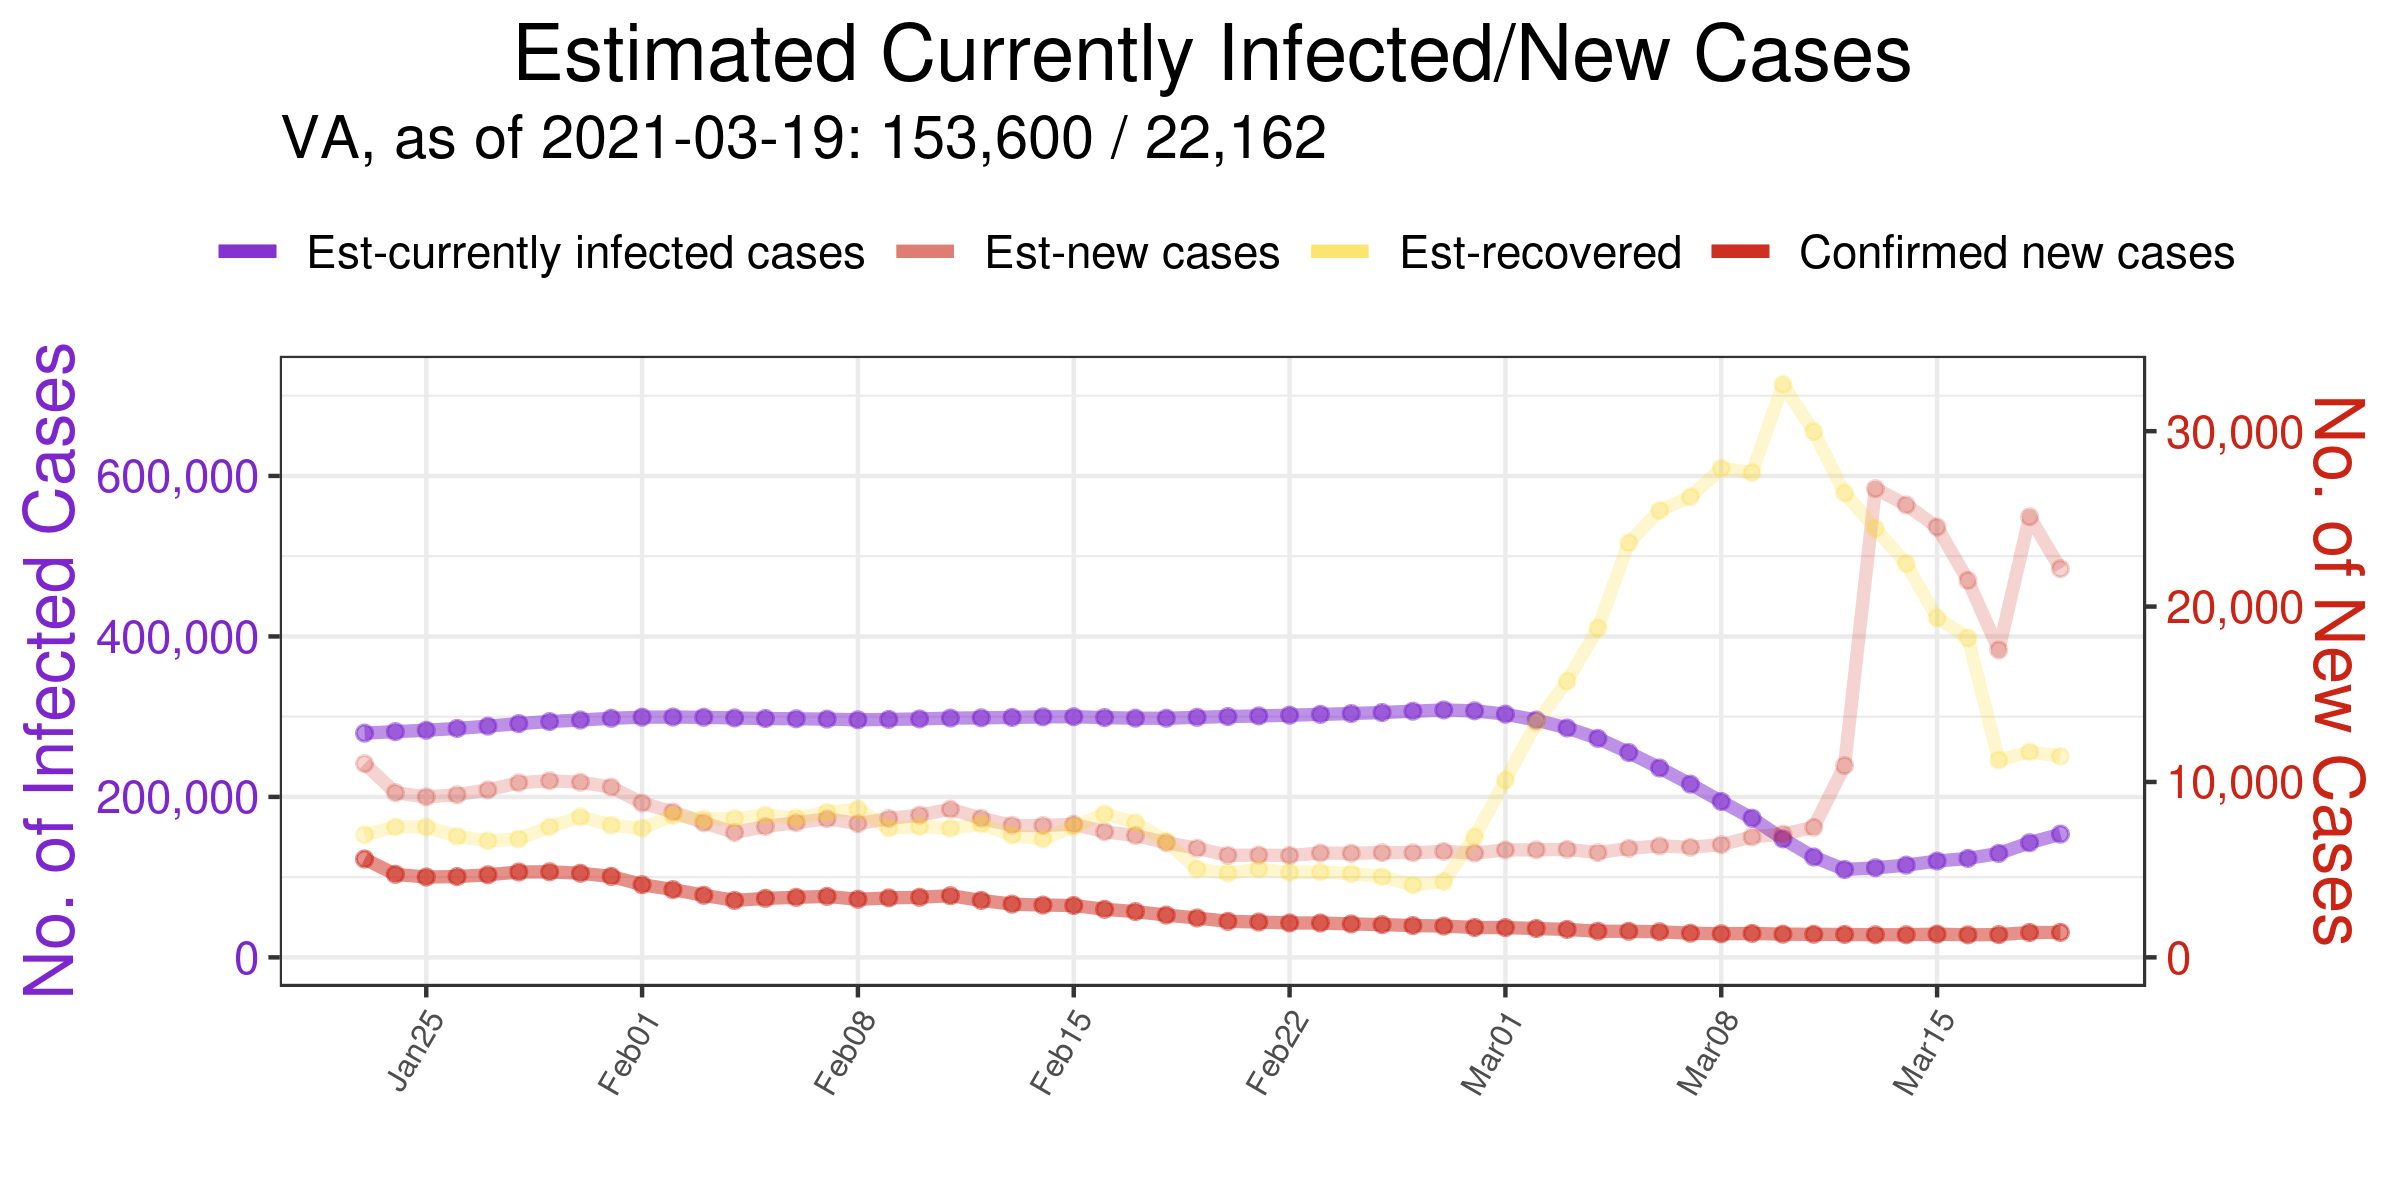 Estimated Currently Infected/New Cases
VA, as of 2021-03-19: 153,600 / 22,162
Est-currently infected cases Est-new cases Est-recovered Confirmed new cases
No. of Infected Cases
600,000
400,000
200,000
0
30,000
20,000
10,000
0
No. of New Cases
Jan25 Feb01 Feb08 Feb15 Feb22 Mar01 Mar08 Mar15